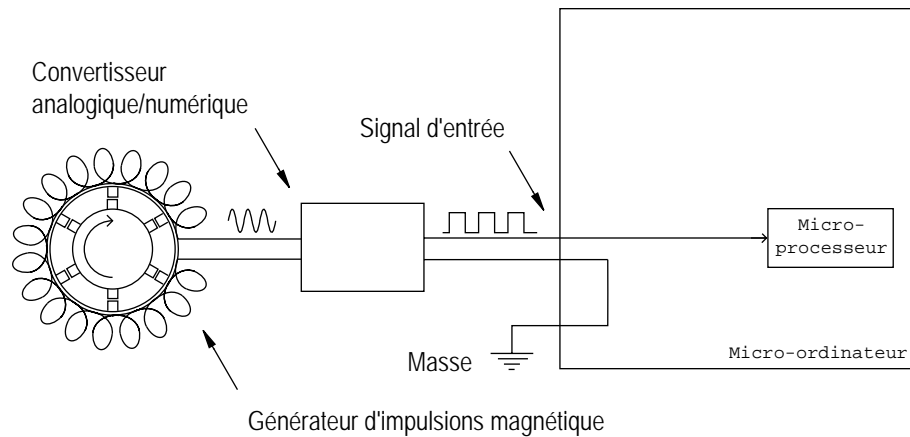 Convertisseur
analogique/numérique
Signal d'entrée
Micro-
processeur
Masse
Micro-ordinateur
Générateur d'impulsions magnétique